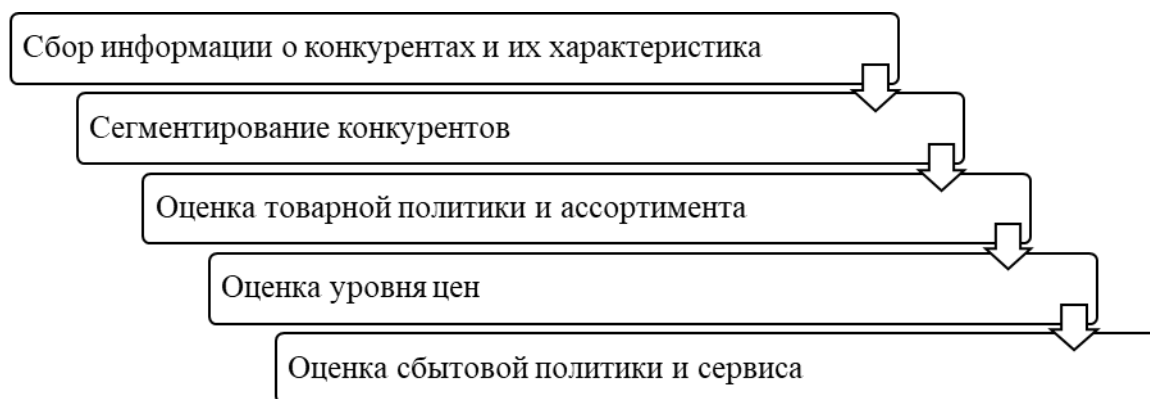 Сбор информации о конкурентах и их характеристика
Сегментирование конкурентов
Оценка товарной политики и ассортимента
Оценка уровня цен
Оценка сбытовой политики и сервиса